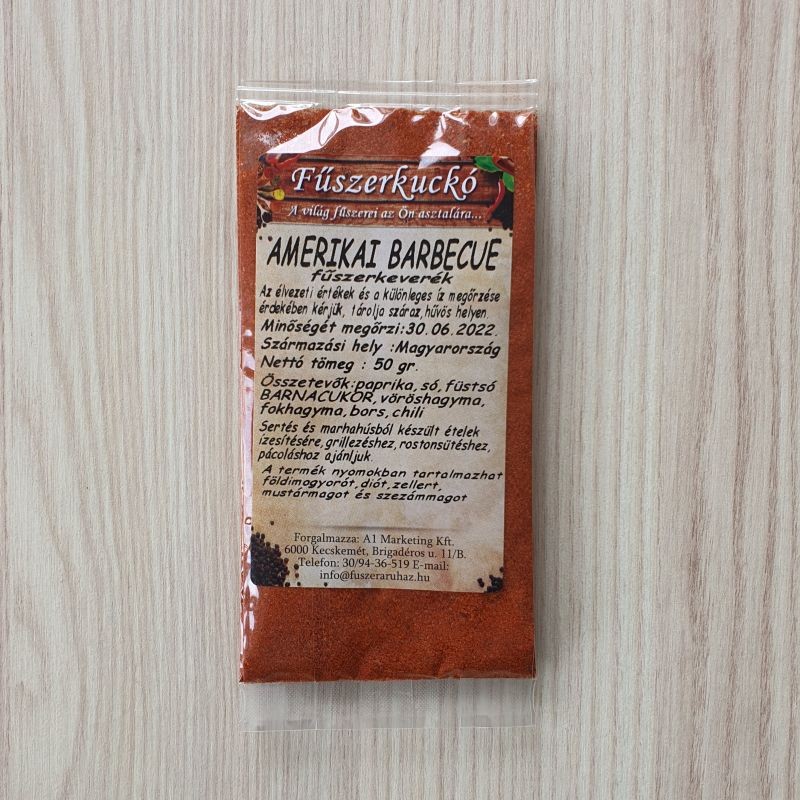 Fűszerkuckó
A világ fűszerei az Ön asztalára...
AMERIKAI BARBECUE
fűszerkeverék
Az élvezeti értékek és a különleges íz megőrzése
érdekében kérjük, tárolja száraz,hűvös helyen.
Minőségét megőrzi:30.06.2022.
Származási hely :Magyarország
Nettó tömeg : 50 gr.
Összetevők:paprika,só, füstső
BARNACUKOR,vöröshagyma,
fokhagyma,bors,chili
Sertés és marhahúsból készült ételek
ízesítésére,grillezéshez,rostonsütéshez,
pácoláshoz ajánljuk.
A termék nyomokban tartalmazhat
földimogyorót,diót,zellert,
mustármagot és szezámmagot
Forgalmazza: A1 Marketing Kft.
6000 Kecskemét, Brigadéros u. 11/B.
Telefon: 30/94-36-519 E-mail:
info@fuszeraruhaz.hu